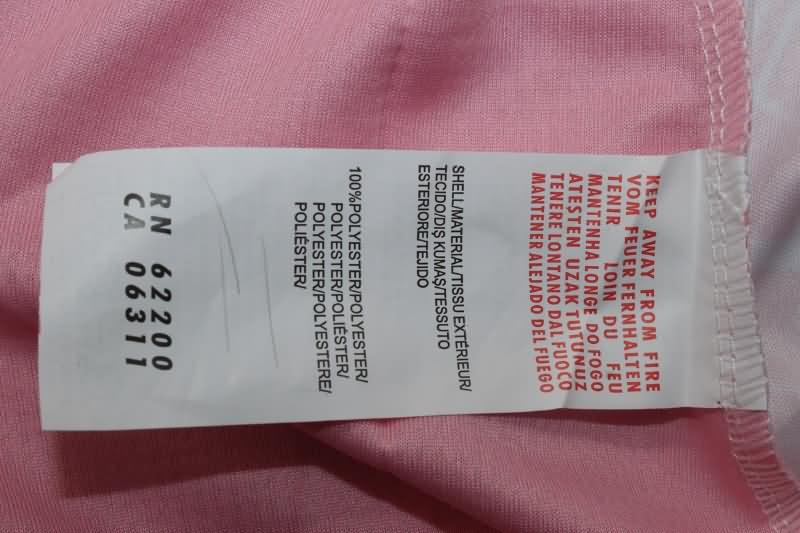 KEEP AWAY FROM FIRE
VOM FEUER FERNHALTEN
TENIR LOIN DU FEU
MANTENHA LONGE DO FOGO
ATEŞTEN UZAK TUTUNUZ
TENERE LONTANO DAL FUOCO
MANTENER ALEJADO DEL FUEGO
SHELL/MATERIAL/TISSU EXTÉRIEUR/
TECIDO/DIŞ KUMAŞ/TESSUTO
ESTERIORE/TEJIDO
100%POLYESTER/POLYESTER/
POLYESTER/POLIÉSTER/
POLYESTER/POLYESTERE/
POLIÉSTER/
RN 62200
CA 06311